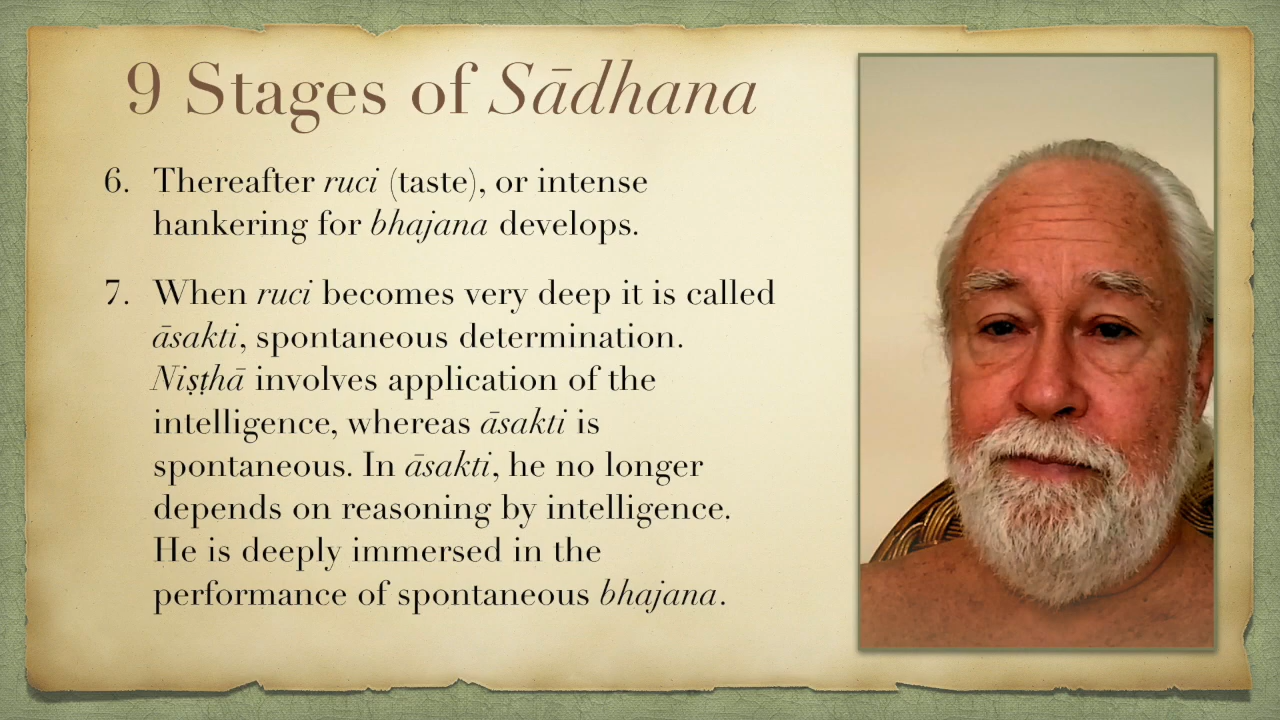 9 Stages of Sādhana
6. Thereafter ruci (taste), or intense
hankering for bhajana develops.
7. When ruci becomes very deep it is called
āsakti, spontaneous determination.
Niṣṭhā involves application of the
intelligence, whereas āsakti is
spontaneous. In āsakti, he no longer
depends on reasoning by intelligence.
He is deeply immersed in the
performance of spontaneous bhajana.